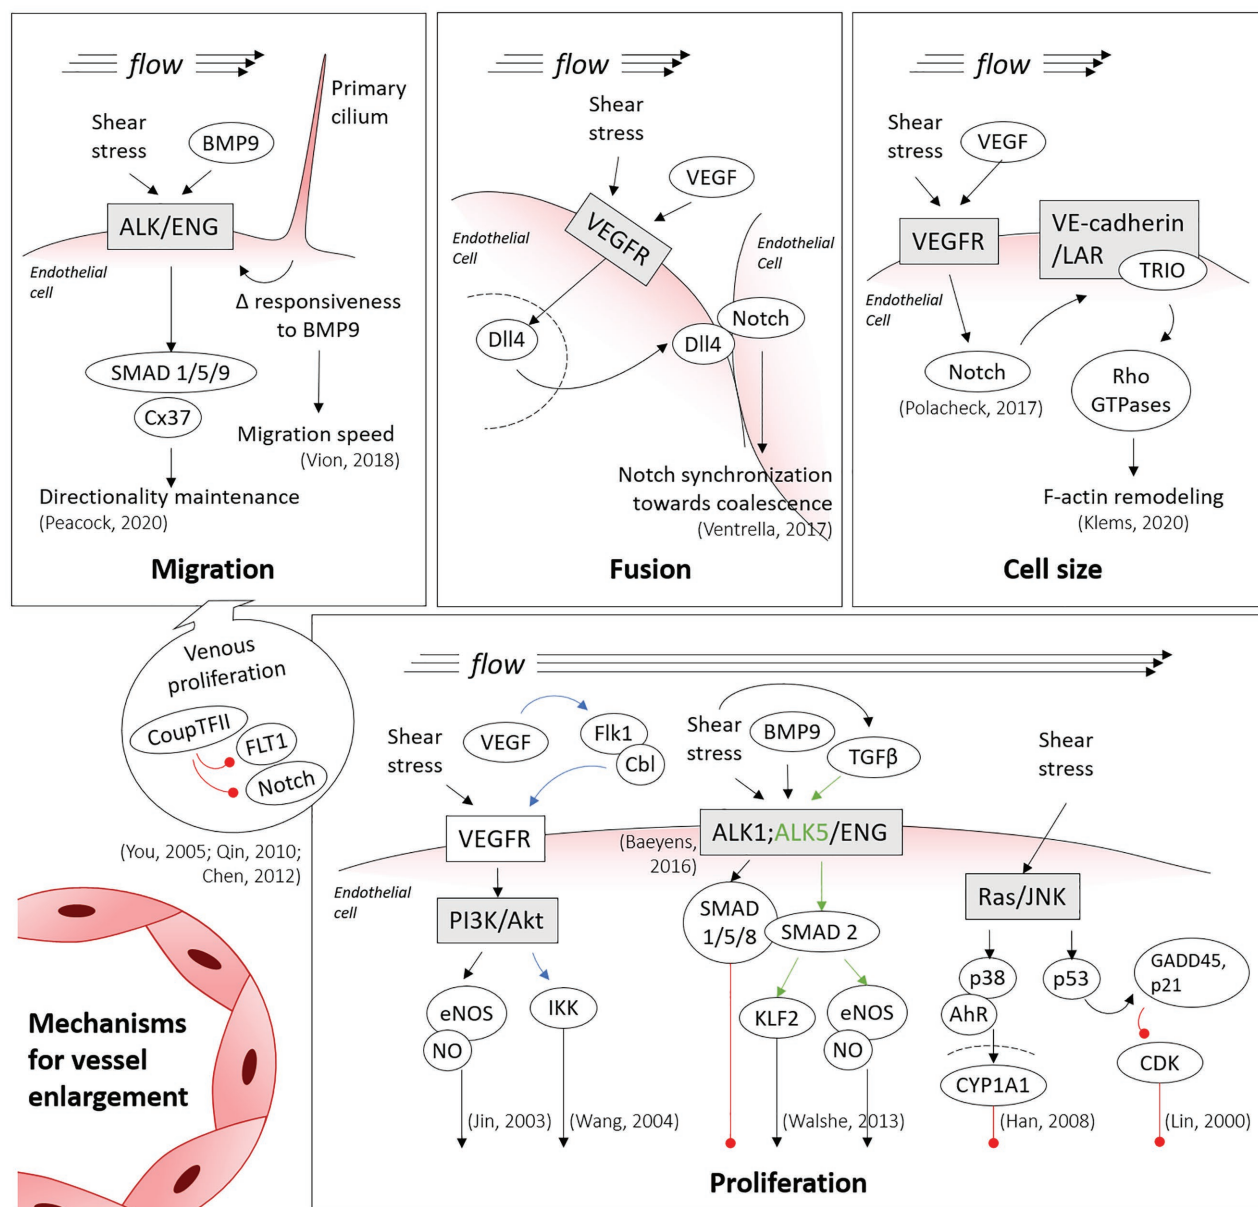 flow
Primary
cilium
Shear
stress
BMP9
ALK/ENG
Endothelial
cell
Δ responsiveness
to BMP9
SMAD 1/5/9
Cx37
Migration speed
(Vion, 2018)
Directionality maintenance
(Peacock, 2020)
Migration
flow
Shear
stress
VEGF
VEGFR
Endothelial
Cell
Endothelial
Cell
Dll4
Dll4
Notch
Notch synchronization
towards coalescence
(Ventrella, 2017)
Fusion
flow
Shear
stress
VEGF
VEGFR
VE-cadherin
/LAR
TRIO
Endothelial
Cell
Notch
(Polacheck, 2017)
Rho
GTPases
F-actin remodeling
(Klems, 2020)
Cell size
Venous
proliferation
CoupTFII
FLT1
Notch
(You, 2005; Qin, 2010;
Chen, 2012)
Mechanisms
for vessel
enlargement
flow
Shear
stress
VEGF
Flk1
Cbl
VEGFR
Endothelial
cell
PI3K/Akt
eNOS
NO
IKK
(Jin, 2003)
(Wang, 2004)
Shear
stress
BMP9
TGFβ
ALK1;ALK5/ENG
(Baeyens,
2016)
SMAD
1/5/8
SMAD 2
KLF2
eNOS
NO
(Walshe, 2013)
Shear
stress
Ras/JNK
p38
AhR
p53
GADD45,
p21
CYP1A1
CDK
(Han, 2008)
(Lin, 2000)
Proliferation